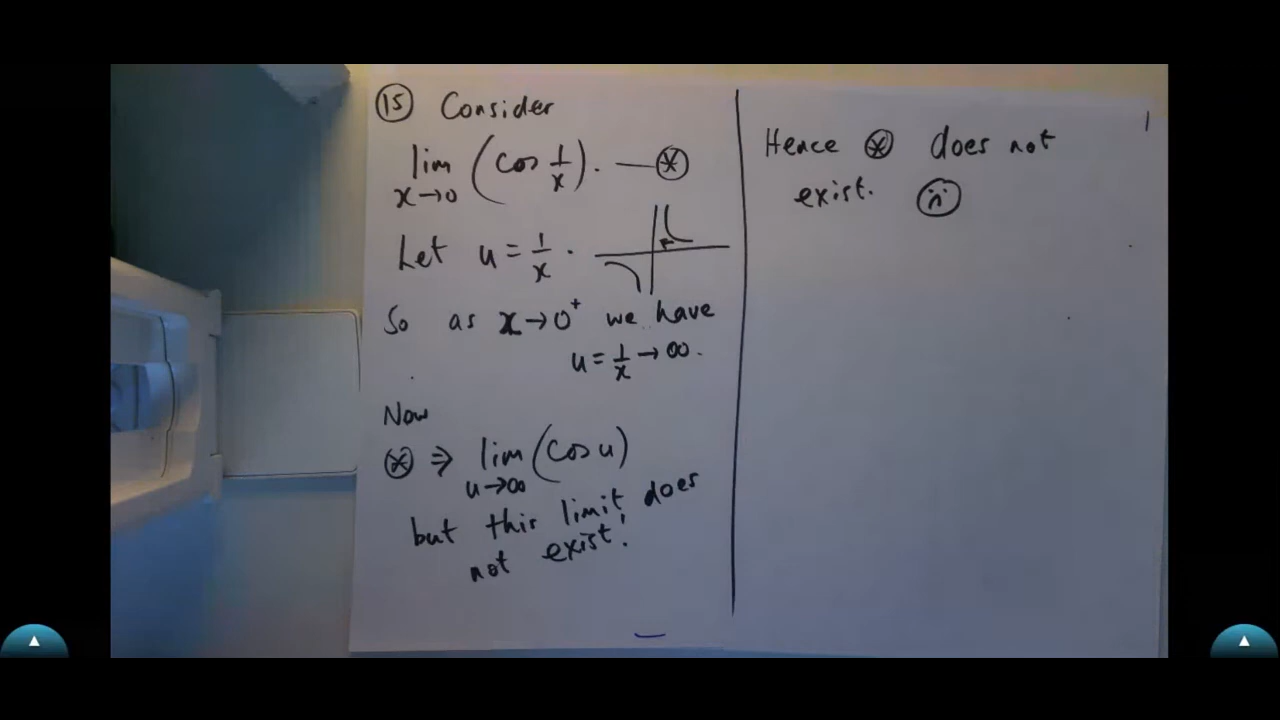 ⑮ Consider
lim x→0 (cos 1/x). — ⊛
Let u = 1/x .
So as x→0⁺ we have
u = 1/x → ∞.
Now
⊛ ⇒ lim u→∞ (cos u)
but this limit does
not exist!
Hence ⊛ does not
exist.